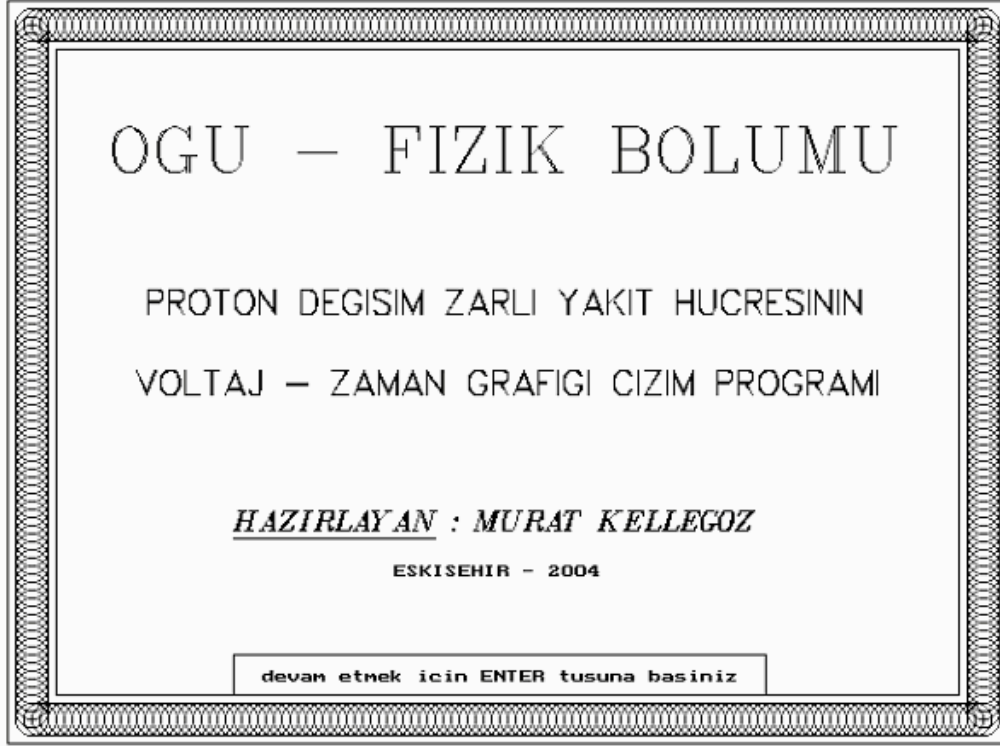 OGU - FIZIK BOLUMU
PROTON DEGISIM ZARLI YAKIT HUCRESININ
VOLTAJ - ZAMAN GRAFIGI CIZIM PROGRAMI
HAZIRLAYAN : MURAT KELLEGOZ
ESKISEHIR - 2004
devam etmek icin ENTER tusuna basiniz